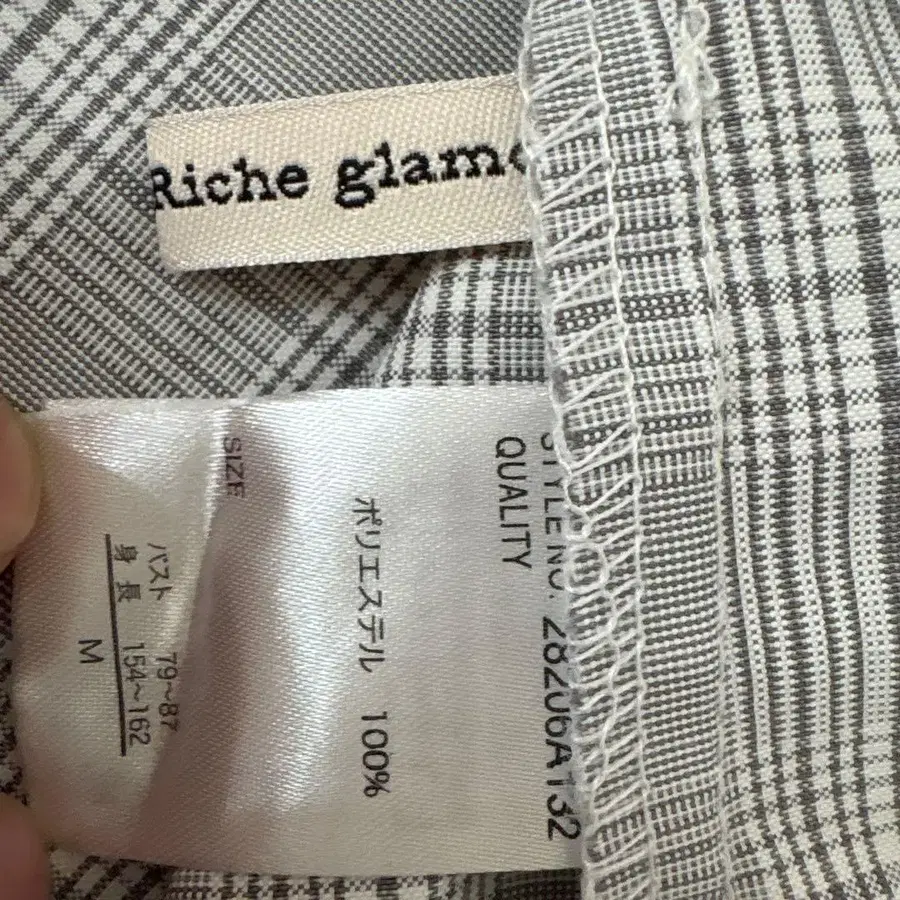 Riche glamo
STYLE NO. 28206A132
QUALITY
ポリエステル 100%
SIZE
バスト 79~87
身長 154~162
M